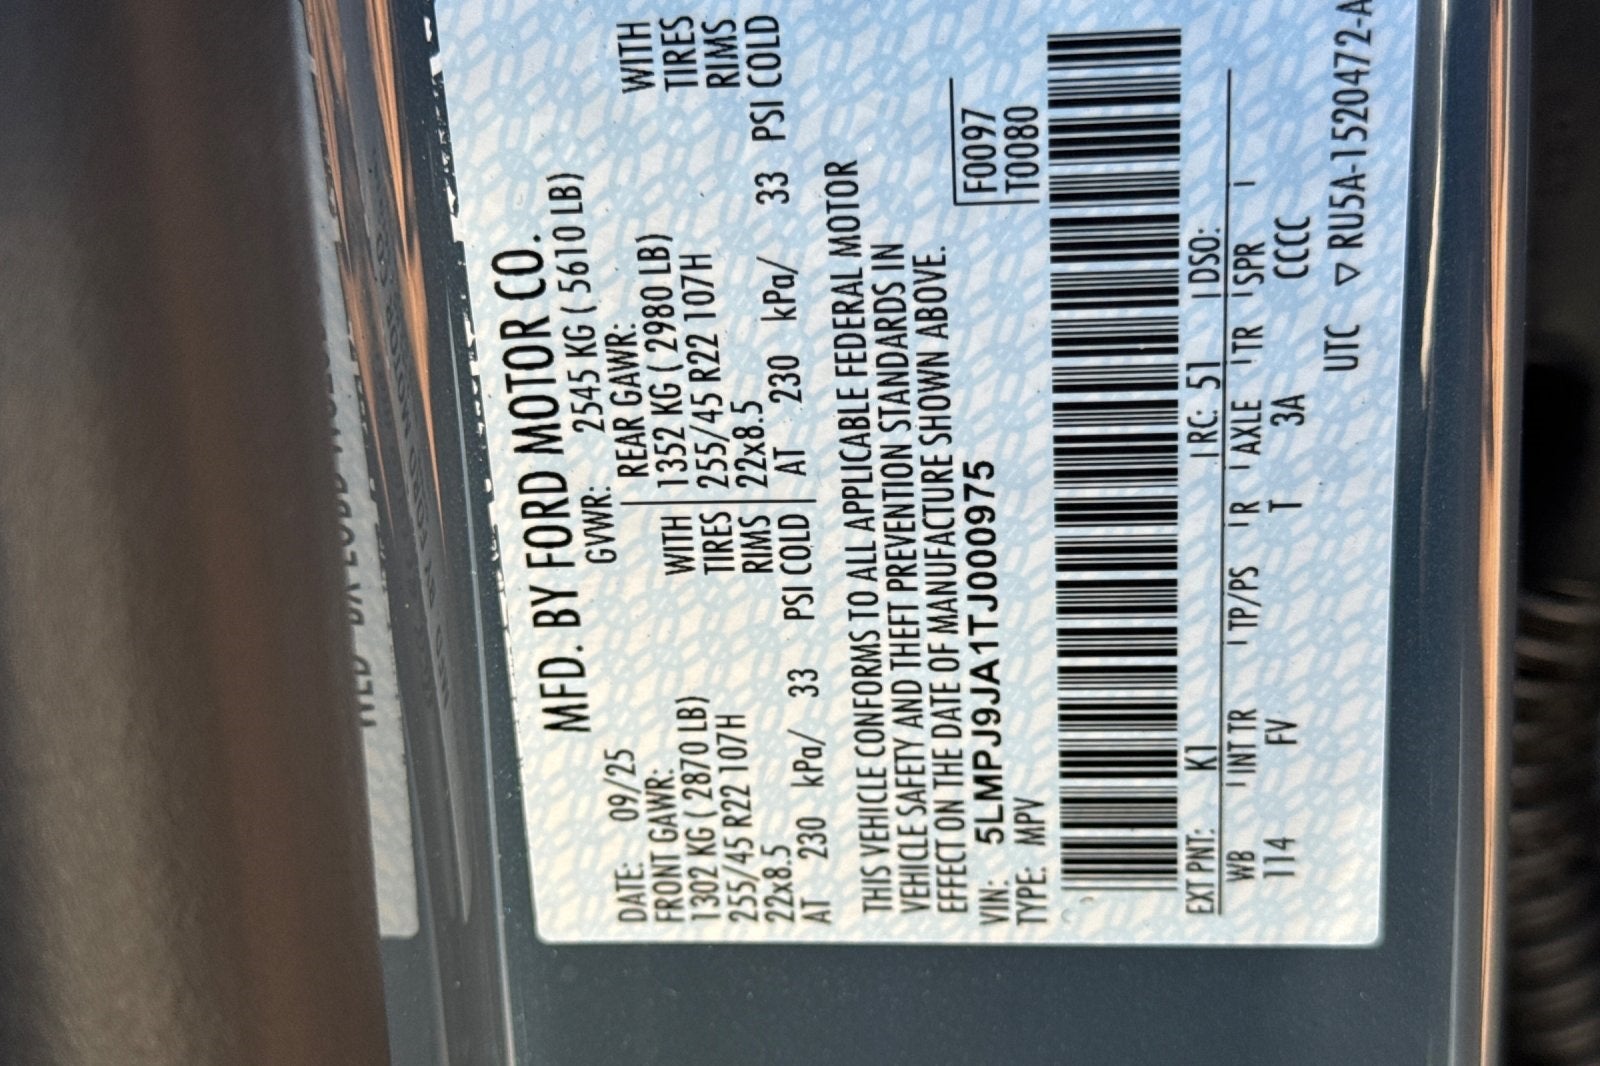 MFD. BY FORD MOTOR CO.
DATE: 09/25 GVWR: 2545 KG ( 5610 LB)
FRONT GAWR: REAR GAWR:
1302 KG ( 2870 LB) WITH 1352 KG ( 2980 LB) WITH
255/45 R22 107H TIRES 255/45 R22 107H TIRES
22x8.5 RIMS 22x8.5 RIMS
AT 230 kPa/ 33 PSI COLD AT 230 kPa/ 33 PSI COLD
THIS VEHICLE CONFORMS TO ALL APPLICABLE FEDERAL MOTOR
VEHICLE SAFETY AND THEFT PREVENTION STANDARDS IN
EFFECT ON THE DATE OF MANUFACTURE SHOWN ABOVE.
VIN: 5LMPJ9JA1TJ000975 F0097
TYPE: MPV T0080
EXT PNT: K1 RC: 51 DSO:
WB INT TR TP/PS R AXLE TR SPR
114 FV T 3A CCCC
UTC ▽ RU5A-1520472-A